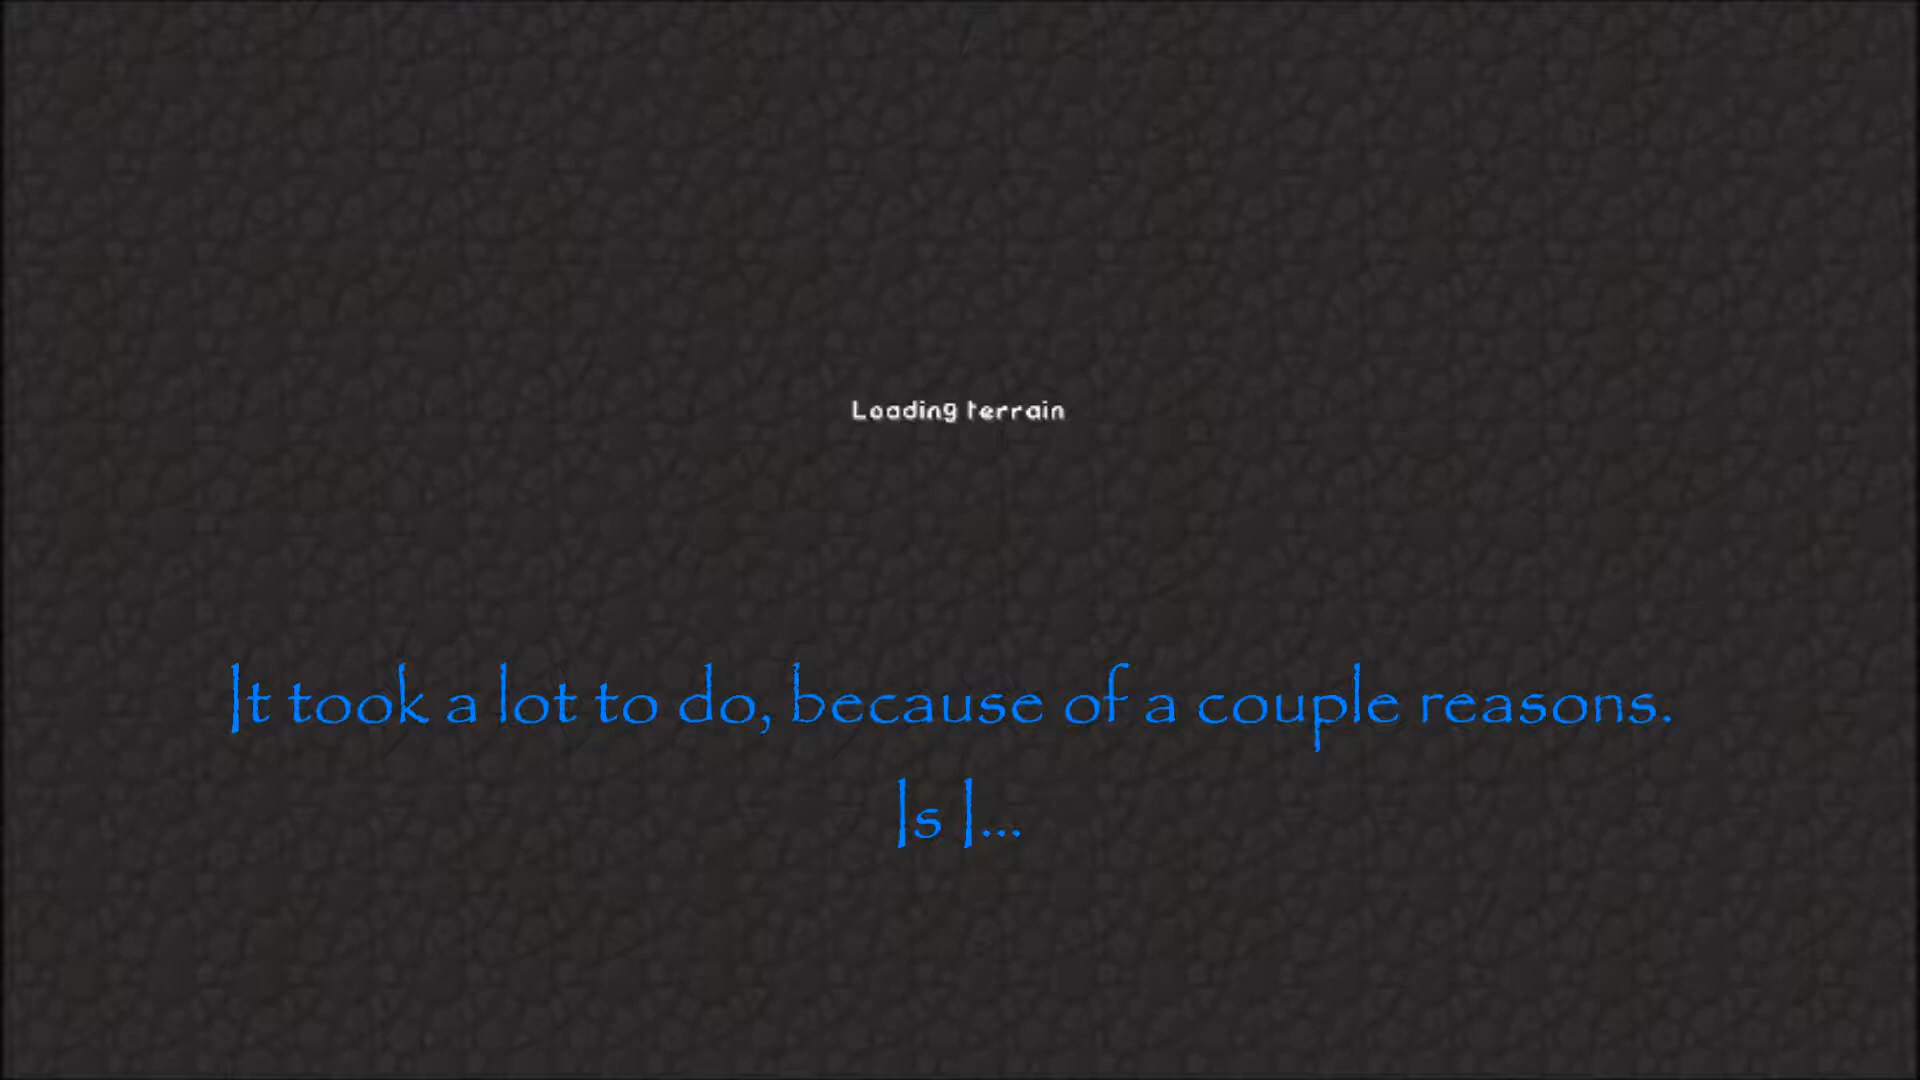 Loading terrain
It took a lot to do, because of a couple reasons.
Is I...